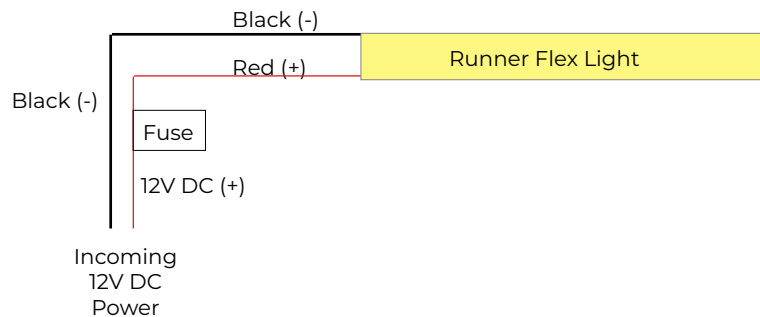 Black (-)
Runner Flex Light
Red (+)
Black (-)
Fuse
12V DC (+)
Incoming
12V DC
Power